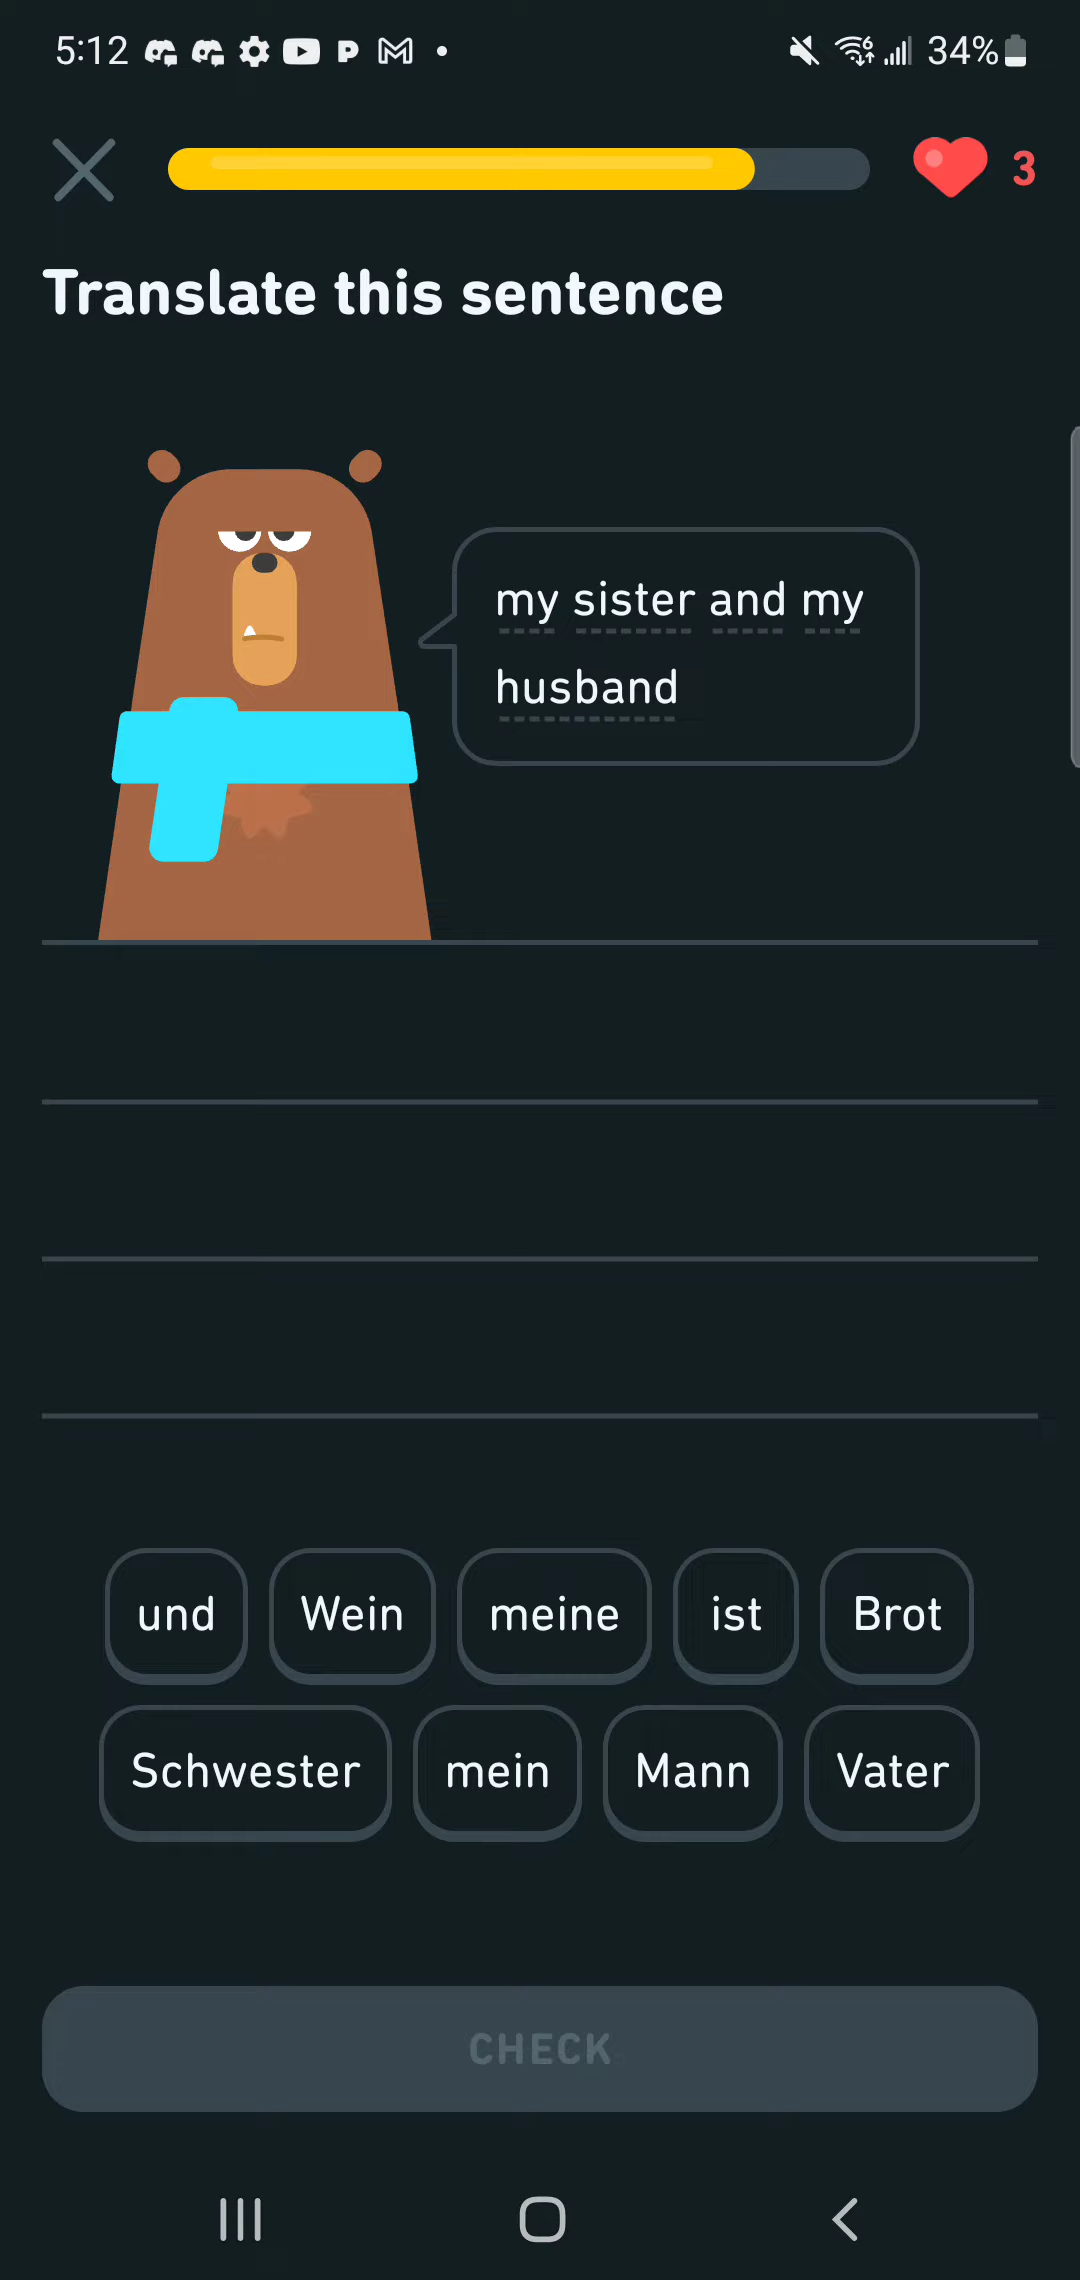 5:12 34%
3
Translate this sentence
my sister and my
husband
und Wein meine ist Brot
Schwester mein Mann Vater
CHECK